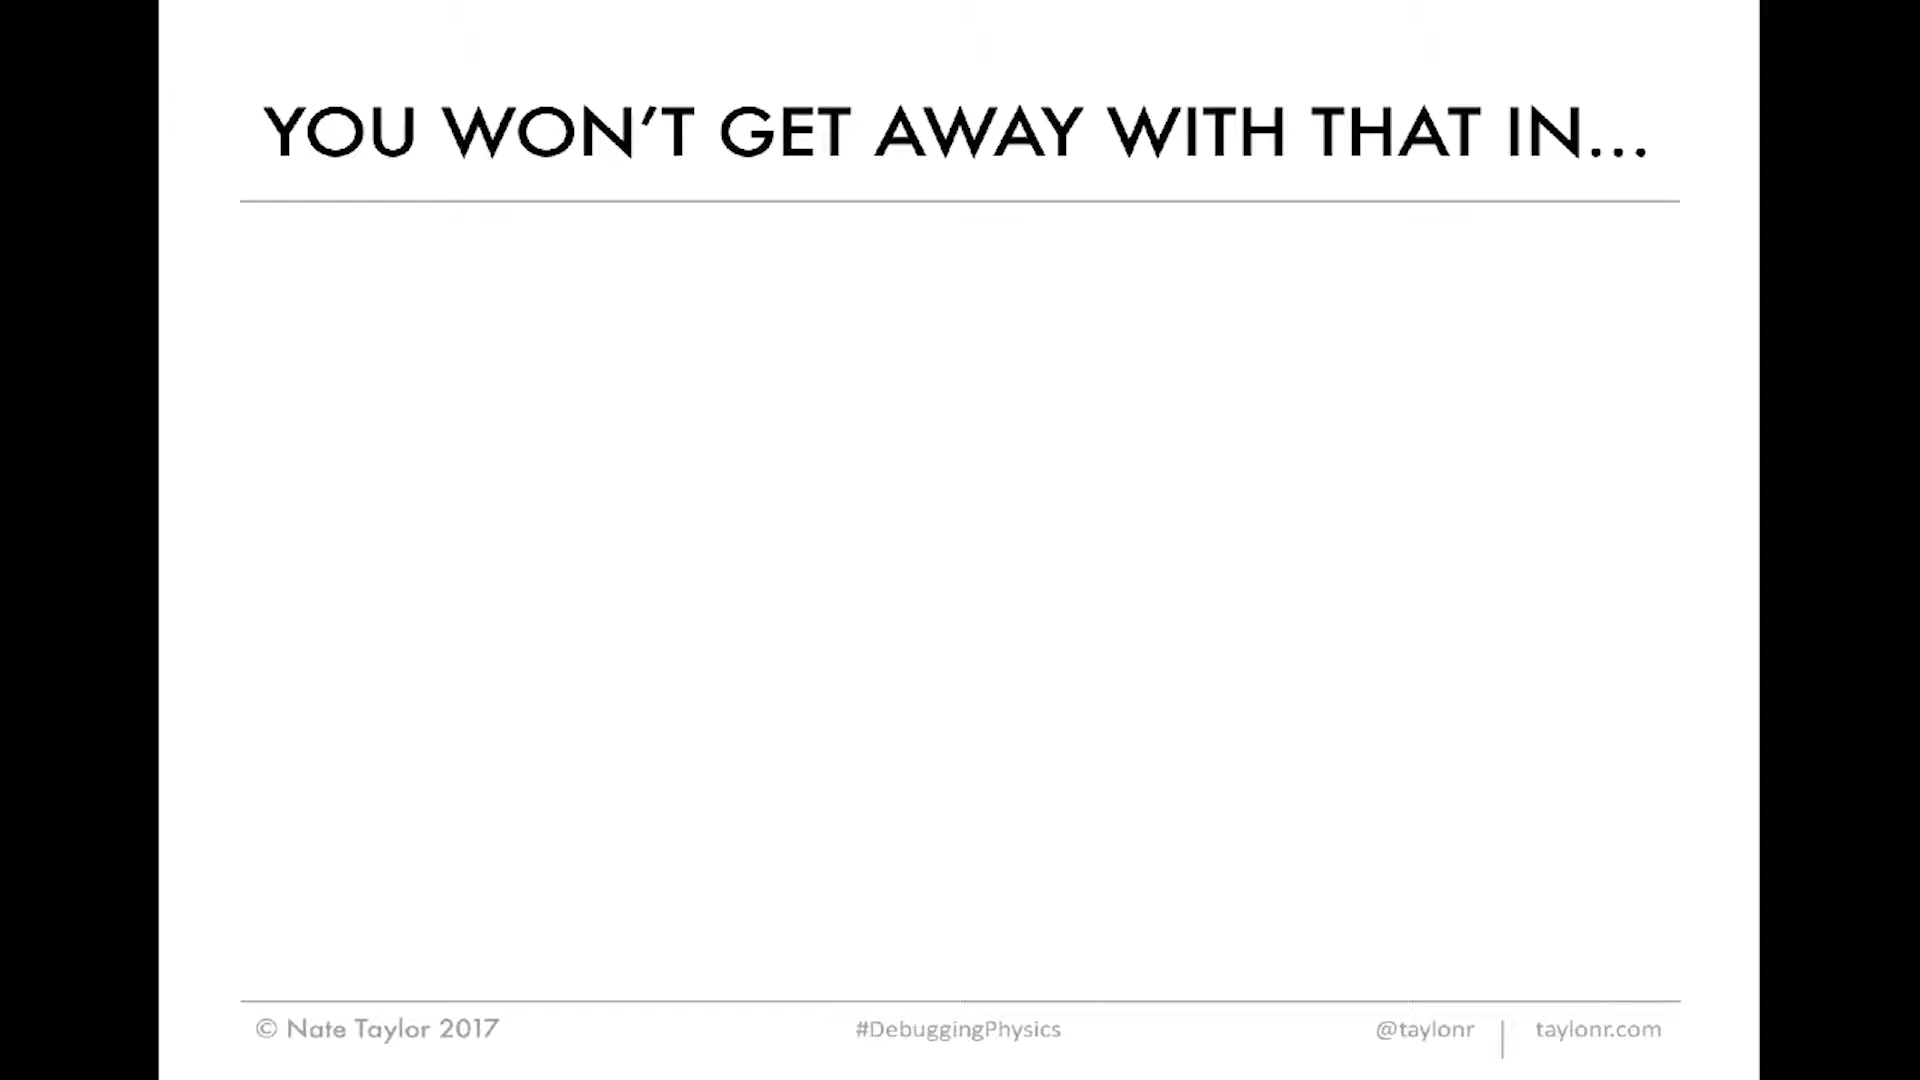 YOU WON’T GET AWAY WITH THAT IN...
© Nate Taylor 2017 #DebuggingPhysics @taylonr | taylonr.com